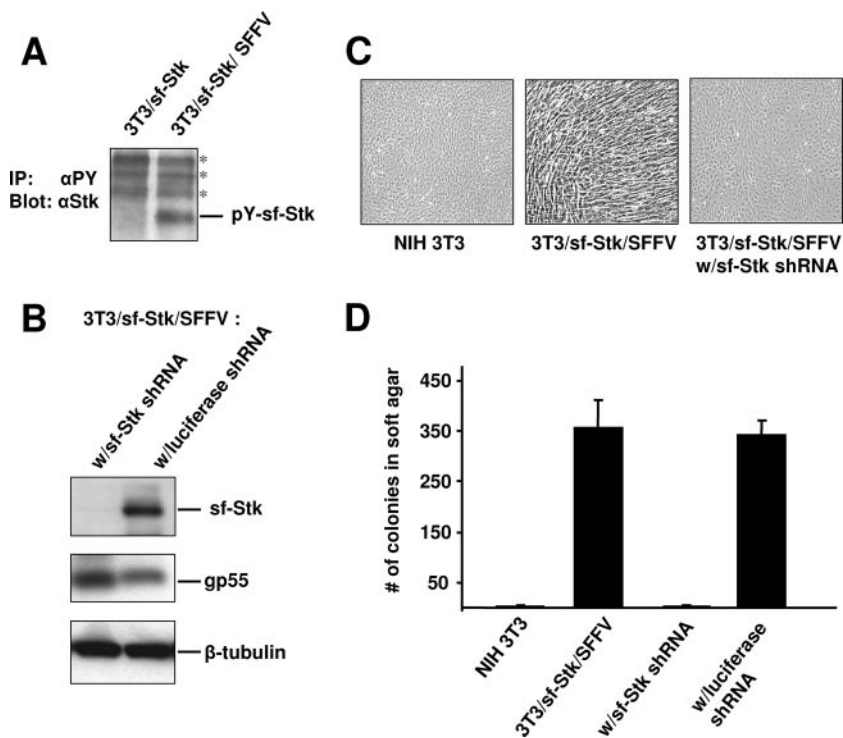 A
3T3/sf-Stk
3T3/sf-Stk/ SFFV
IP: αPY
Blot: αStk
*
*
*
pY-sf-Stk
B
3T3/sf-Stk/SFFV :
w/sf-Stk shRNA
w/luciferase shRNA
sf-Stk
gp55
β-tubulin
C
NIH 3T3
3T3/sf-Stk/SFFV
3T3/sf-Stk/SFFV
w/sf-Stk shRNA
D
# of colonies in soft agar
450
350
250
150
50
NIH 3T3
3T3/sf-Stk/SFFV
w/sf-Stk shRNA
w/luciferase
shRNA